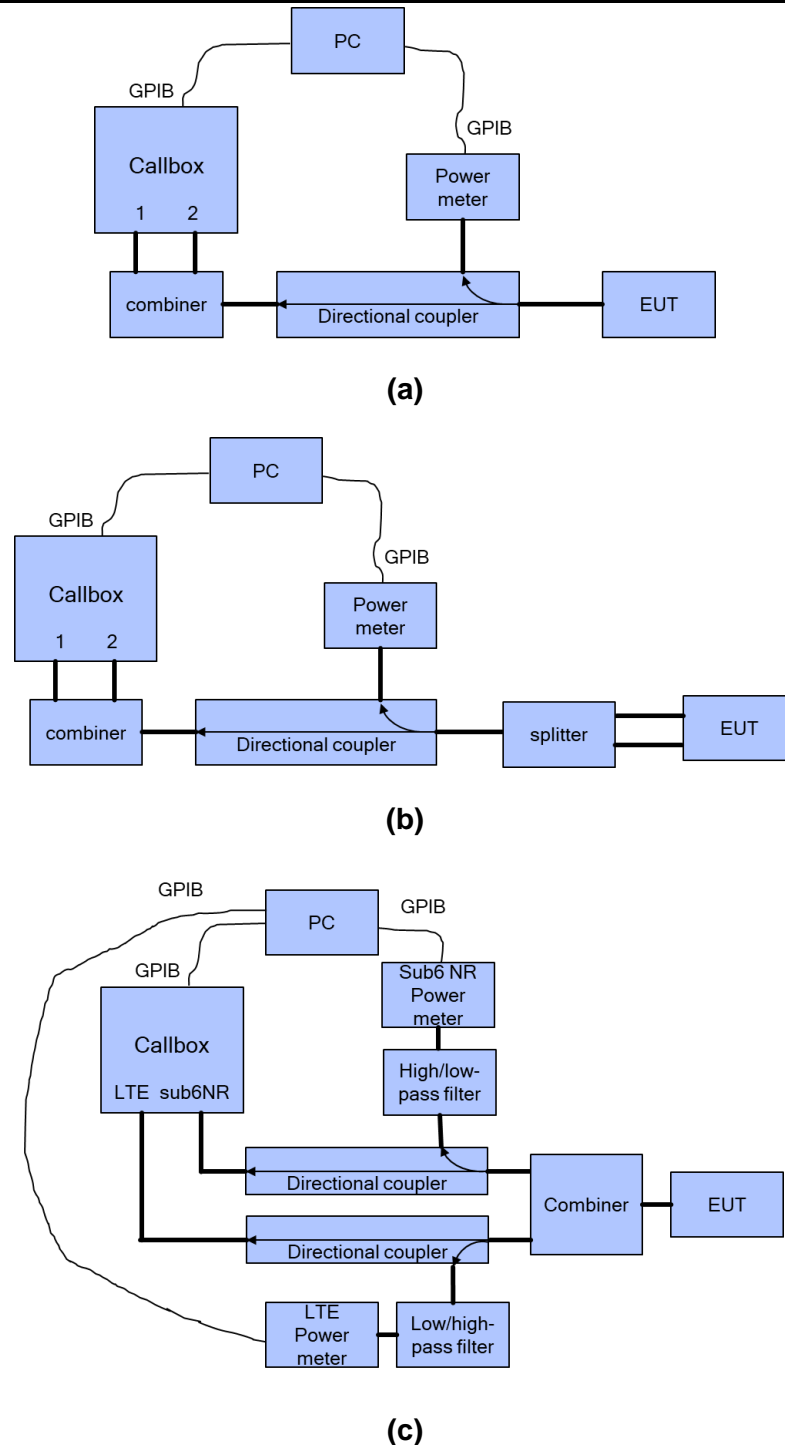 PC
GPIB
GPIB
Callbox
1 2
Power
meter
combiner
Directional coupler
EUT
(a)
PC
GPIB
GPIB
Callbox
1 2
Power
meter
combiner
Directional coupler
splitter
EUT
(b)
GPIB
PC
GPIB
GPIB
Sub6 NR
Power
meter
Callbox
LTE sub6NR
High/low-
pass filter
Directional coupler
Combiner
EUT
Directional coupler
LTE
Power
meter
Low/high-
pass filter
(c)